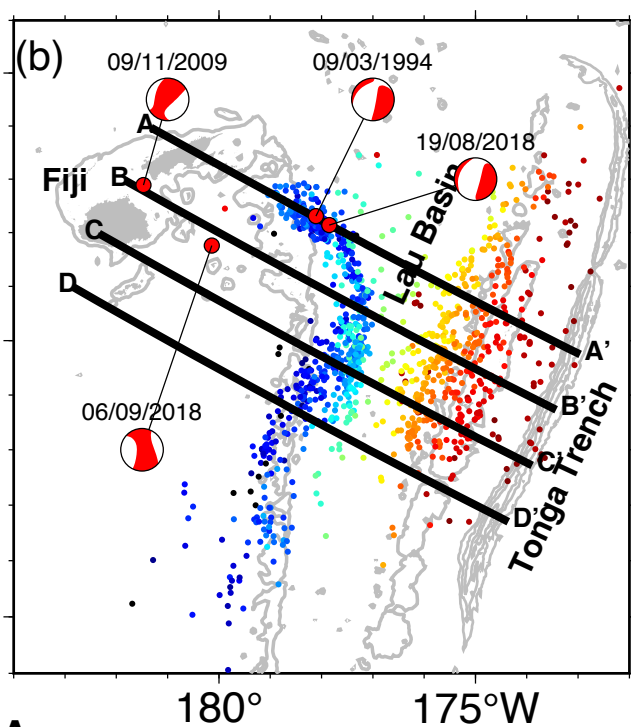 (b)
09/11/2009
09/03/1994
A
19/08/2018
Fiji
B
C
Lau Basin
D
A'
B'
06/09/2018
C'
D'
Tonga Trench
180°
175°W